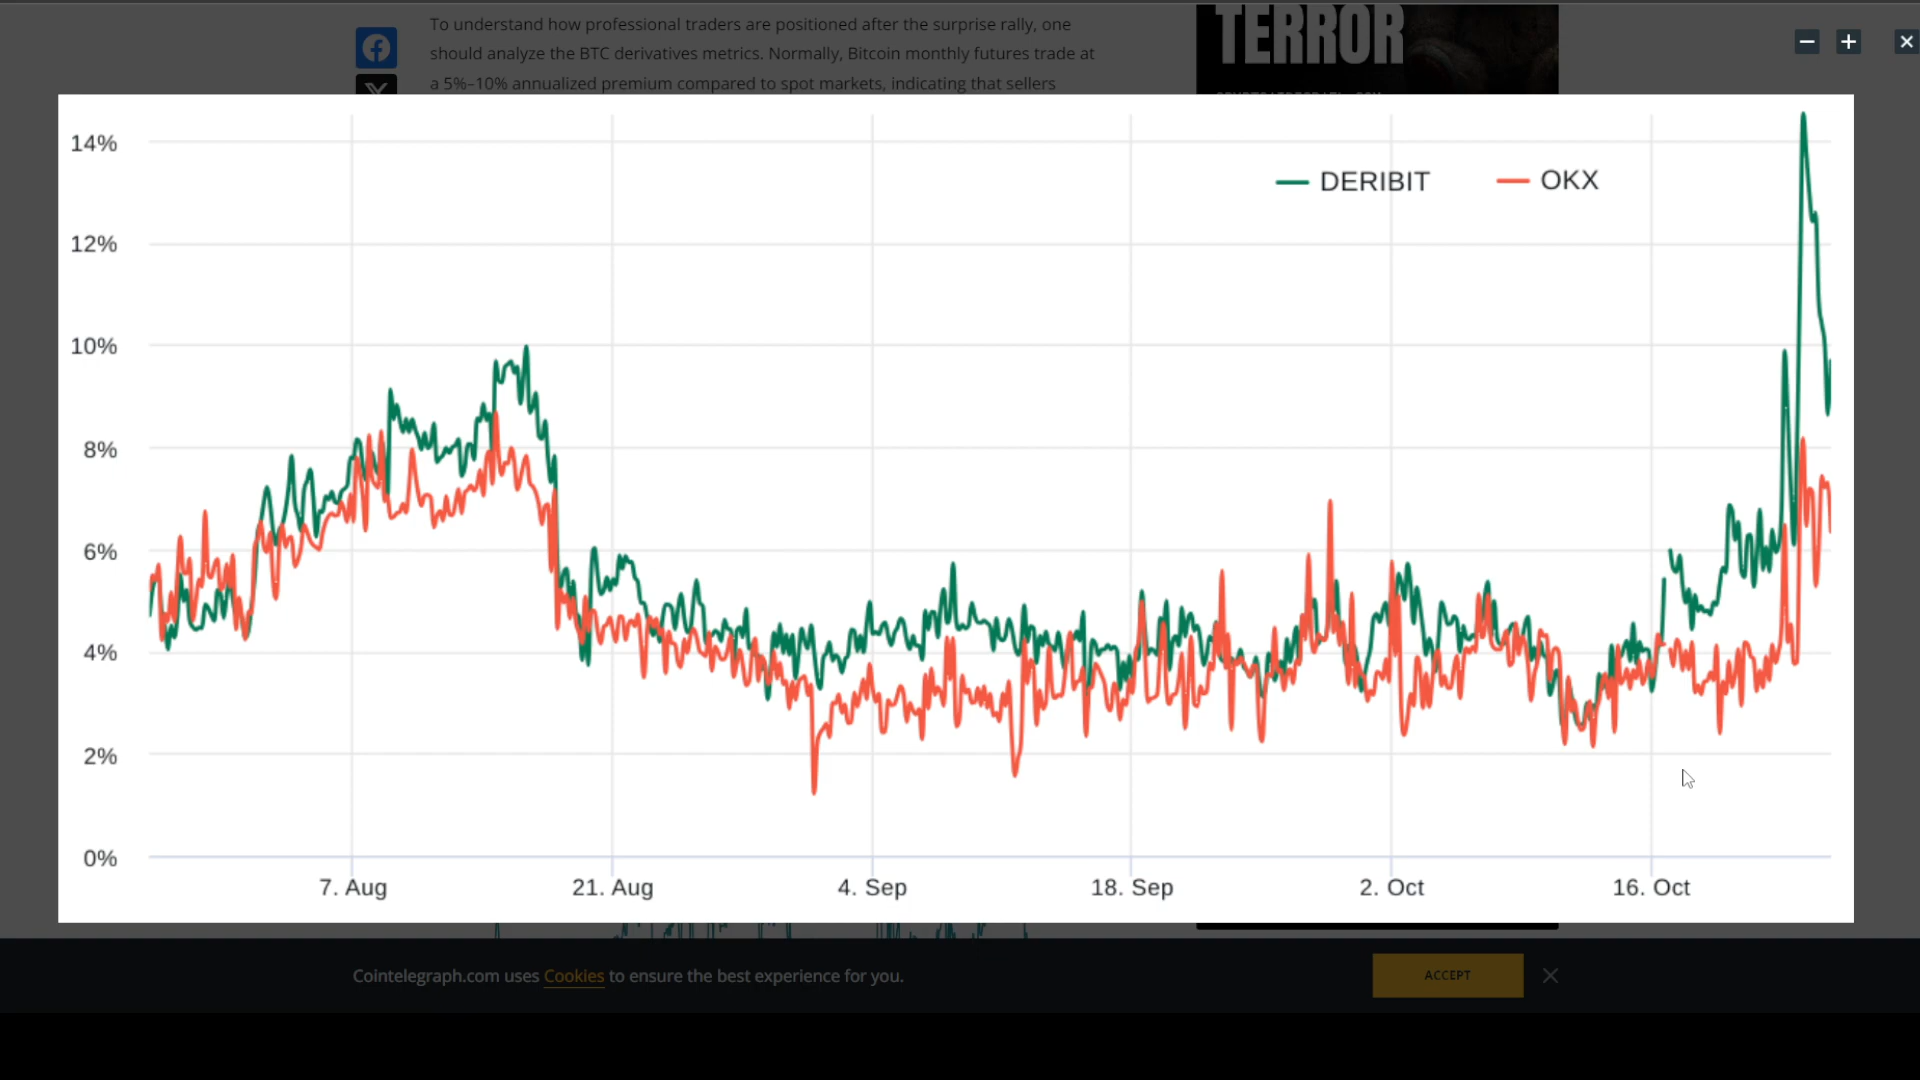 To understand how professional traders are positioned after the surprise rally, one
should analyze the BTC derivatives metrics. Normally, Bitcoin monthly futures trade at
a 5%–10% annualized premium compared to spot markets, indicating that sellers
TERROR
14%
DERIBIT
OKX
12%
10%
8%
6%
4%
2%
0%
7. Aug
21. Aug
4. Sep
18. Sep
2. Oct
16. Oct
Cointelegraph.com uses Cookies to ensure the best experience for you.
ACCEPT